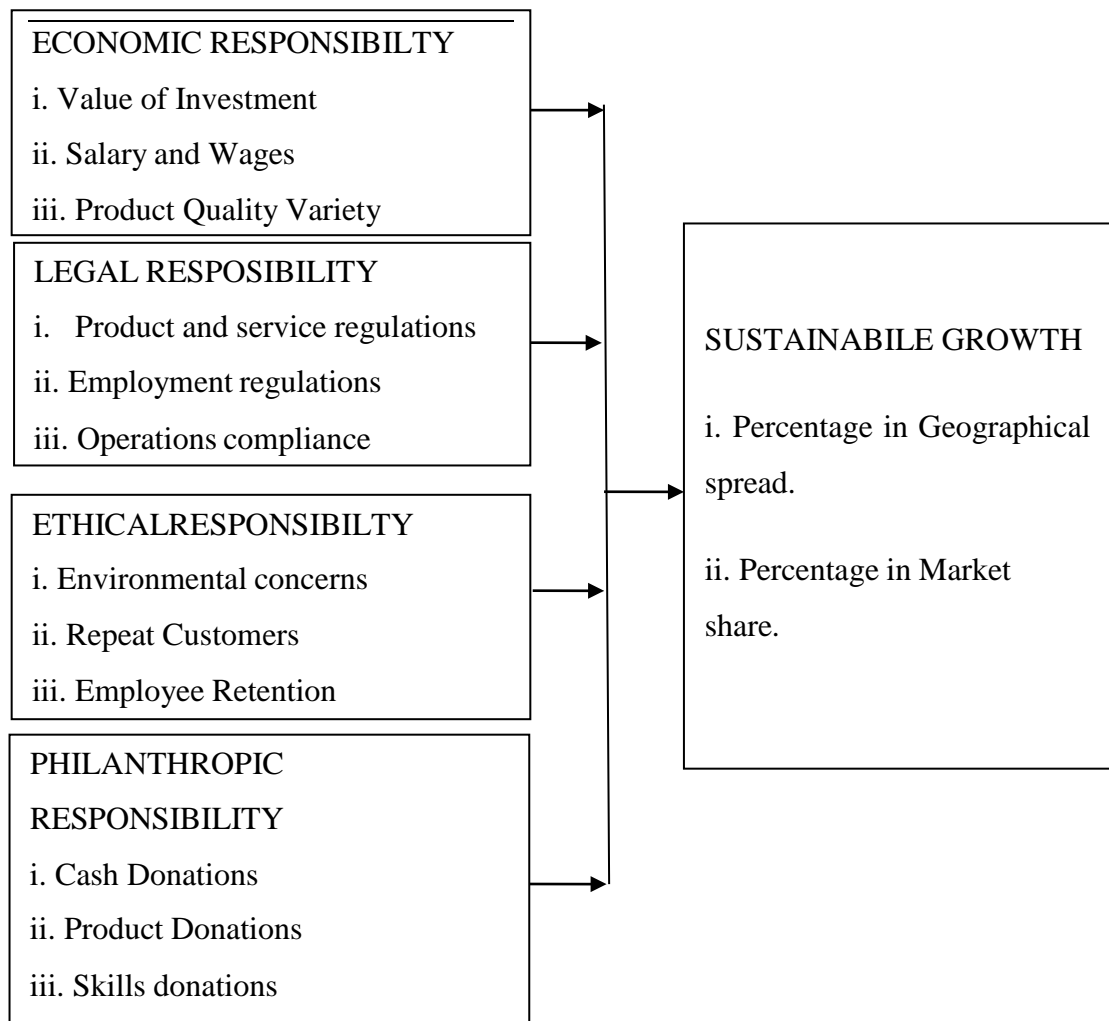 ECONOMIC RESPONSIBILTY
i. Value of Investment
ii. Salary and Wages
iii. Product Quality Variety
LEGAL RESPOSIBILITY
i. Product and service regulations
ii. Employment regulations
iii. Operations compliance
ETHICALRESPONSIBILTY
i. Environmental concerns
ii. Repeat Customers
iii. Employee Retention
PHILANTHROPIC
RESPONSIBILITY
i. Cash Donations
ii. Product Donations
iii. Skills donations
SUSTAINABILE GROWTH
i. Percentage in Geographical
spread.
ii. Percentage in Market
share.